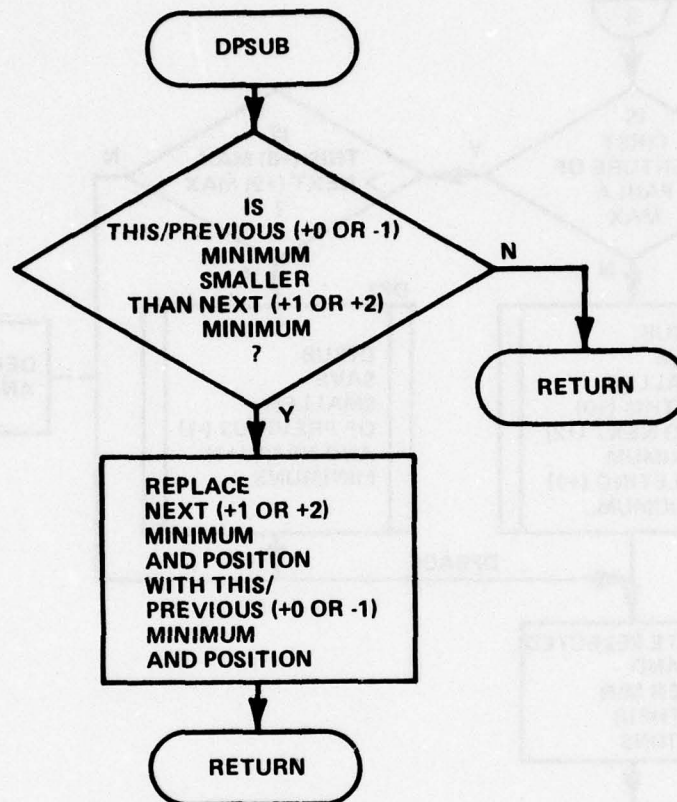 DPSUB
IS
THIS/PREVIOUS (+0 OR -1)
MINIMUM
SMALLER
THAN NEXT (+1 OR +2)
MINIMUM
?
N
RETURN
Y
REPLACE
NEXT (+1 OR +2)
MINIMUM
AND POSITION
WITH THIS/
PREVIOUS (+0 OR -1)
MINIMUM
AND POSITION
RETURN